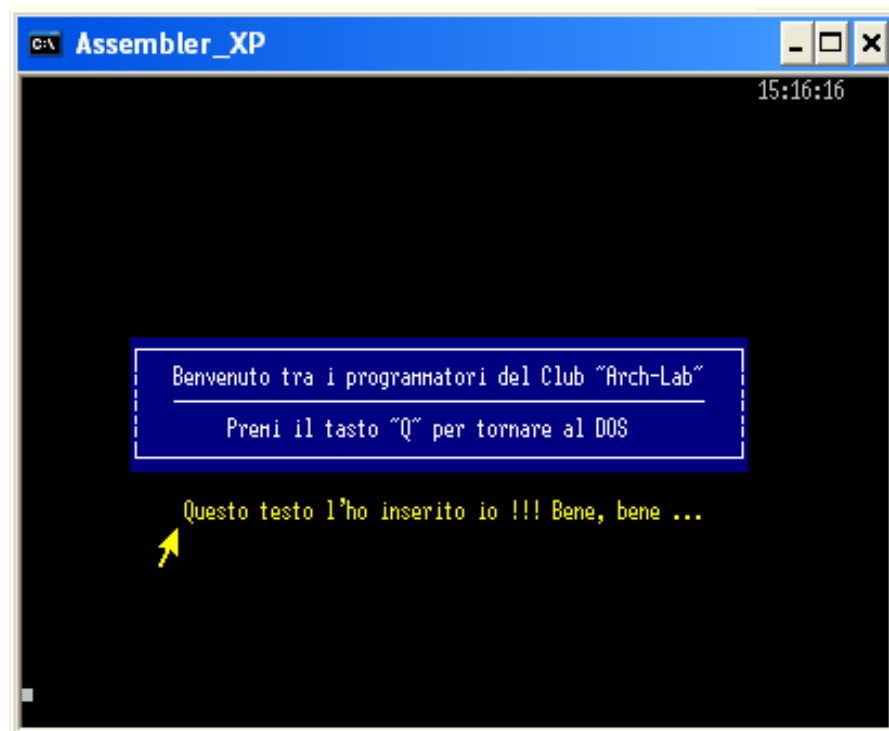 Assembler_XP
15:16:16
Benvenuto tra i programmatori del Club "Arch-Lab"
Premi il tasto "Q" per tornare al DOS
Questo testo l'ho inserito io !!! Bene, bene ...